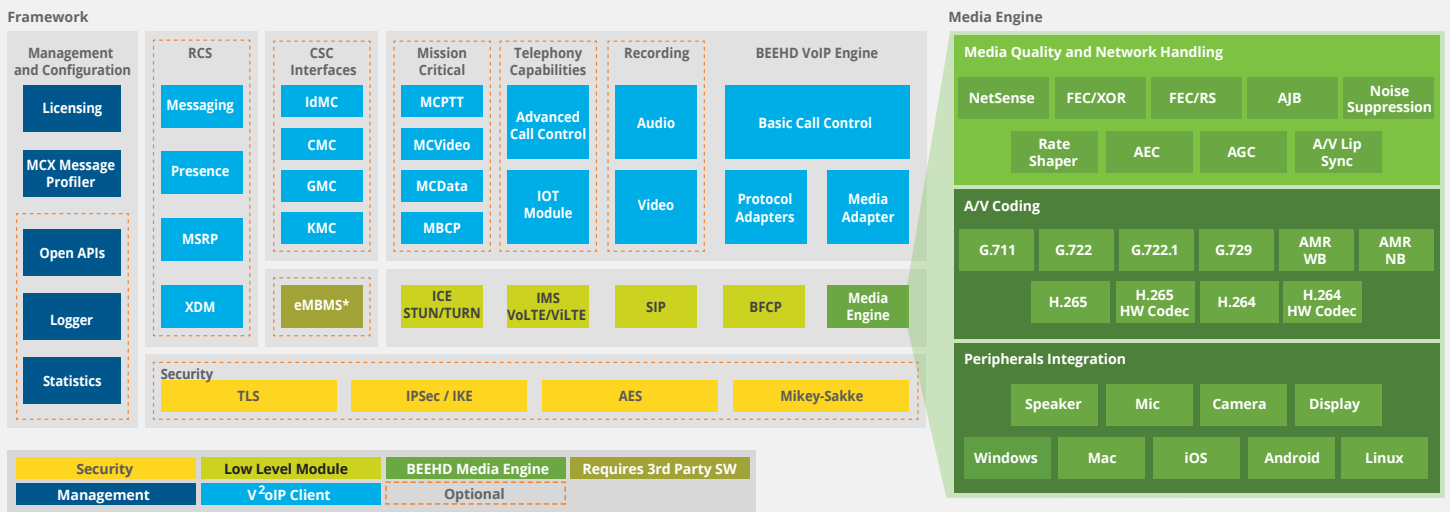 Framework
Management
and Configuration
Licensing
MCX Message
Profiler
Open APIs
Logger
Statistics
RCS
Messaging
Presence
MSRP
XDM
CSC
Interfaces
IdMC
CMC
GMC
KMC
eMBMS*
Mission
Critical
MCPTT
MCVideo
MCData
MBCP
Telephony
Capabilities
Advanced
Call Control
IOT
Module
Recording
Audio
Video
BEEHD VoIP Engine
Basic Call Control
Protocol
Adapters
Media
Adapter
ICE
STUN/TURN
IMS
VoLTE/ViLTE
SIP
BFCP
Media
Engine
Security
TLS
IPSec / IKE
AES
Mikey-Sakke
Security
Low Level Module
BEEHD Media Engine
Requires 3rd Party SW
Management
V²oIP Client
Optional
Media Engine
Media Quality and Network Handling
NetSense
FEC/XOR
FEC/RS
AJB
Noise
Suppression
Rate
Shaper
AEC
AGC
A/V Lip
Sync
A/V Coding
G.711
G.722
G.722.1
G.729
AMR
WB
AMR
NB
H.265
H.265
HW Codec
H.264
H.264
HW Codec
Peripherals Integration
Speaker
Mic
Camera
Display
Windows
Mac
iOS
Android
Linux